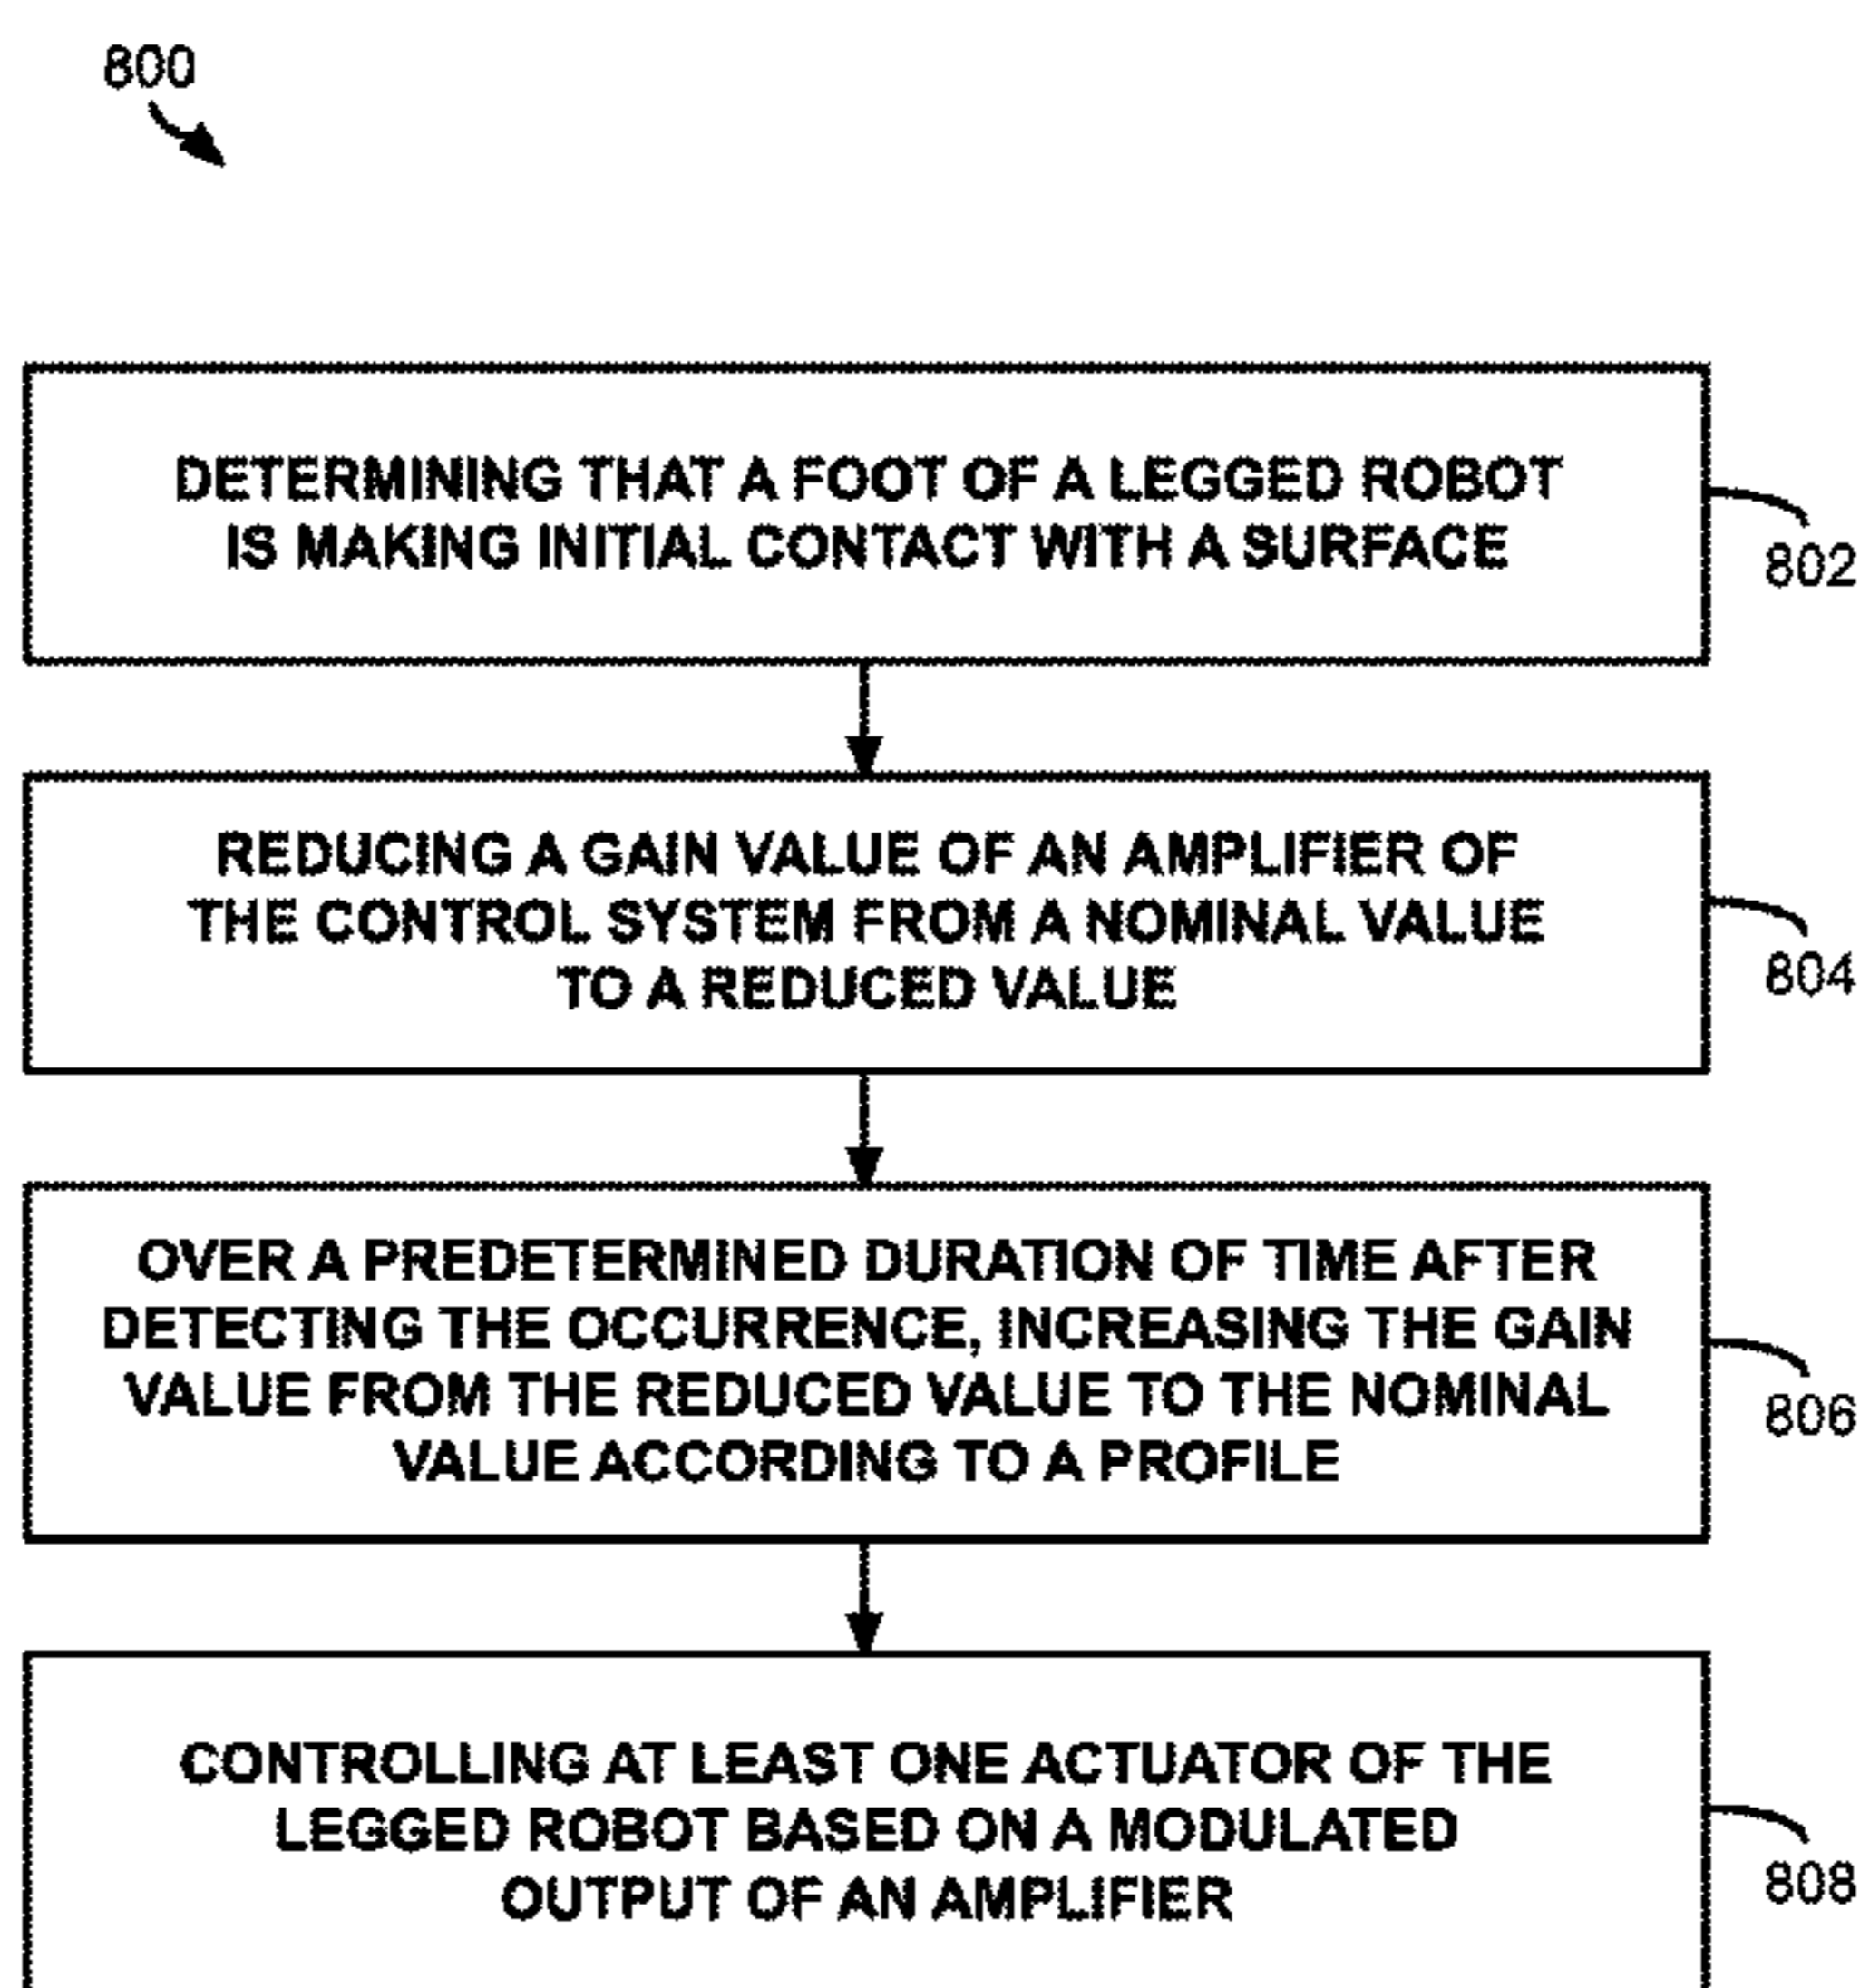 800
DETERMINING THAT A FOOT OF A LEGGED ROBOT
IS MAKING INITIAL CONTACT WITH A SURFACE
802
REDUCING A GAIN VALUE OF AN AMPLIFIER OF
THE CONTROL SYSTEM FROM A NOMINAL VALUE
TO A REDUCED VALUE
804
OVER A PREDETERMINED DURATION OF TIME AFTER
DETECTING THE OCCURRENCE, INCREASING THE GAIN
VALUE FROM THE REDUCED VALUE TO THE NOMINAL
VALUE ACCORDING TO A PROFILE
806
CONTROLLING AT LEAST ONE ACTUATOR OF THE
LEGGED ROBOT BASED ON A MODULATED
OUTPUT OF AN AMPLIFIER
808